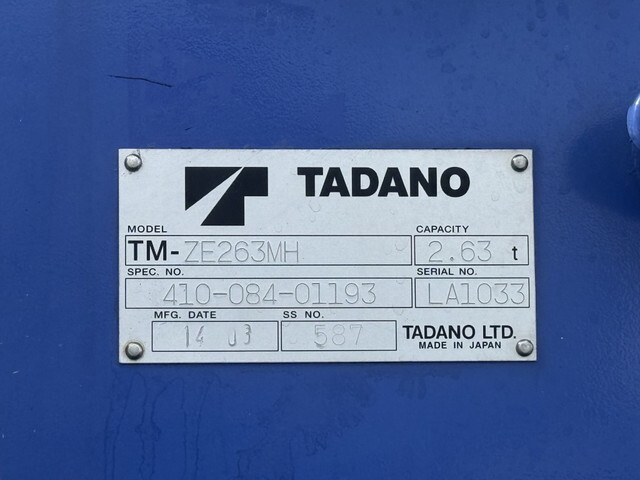 TADANO
MODEL CAPACITY
TM-ZE263MH 2.63 t
SPEC. NO. SERIAL NO.
410-084-01193 LA1033
MFG. DATE SS NO.
14 03 587 TADANO LTD.
MADE IN JAPAN